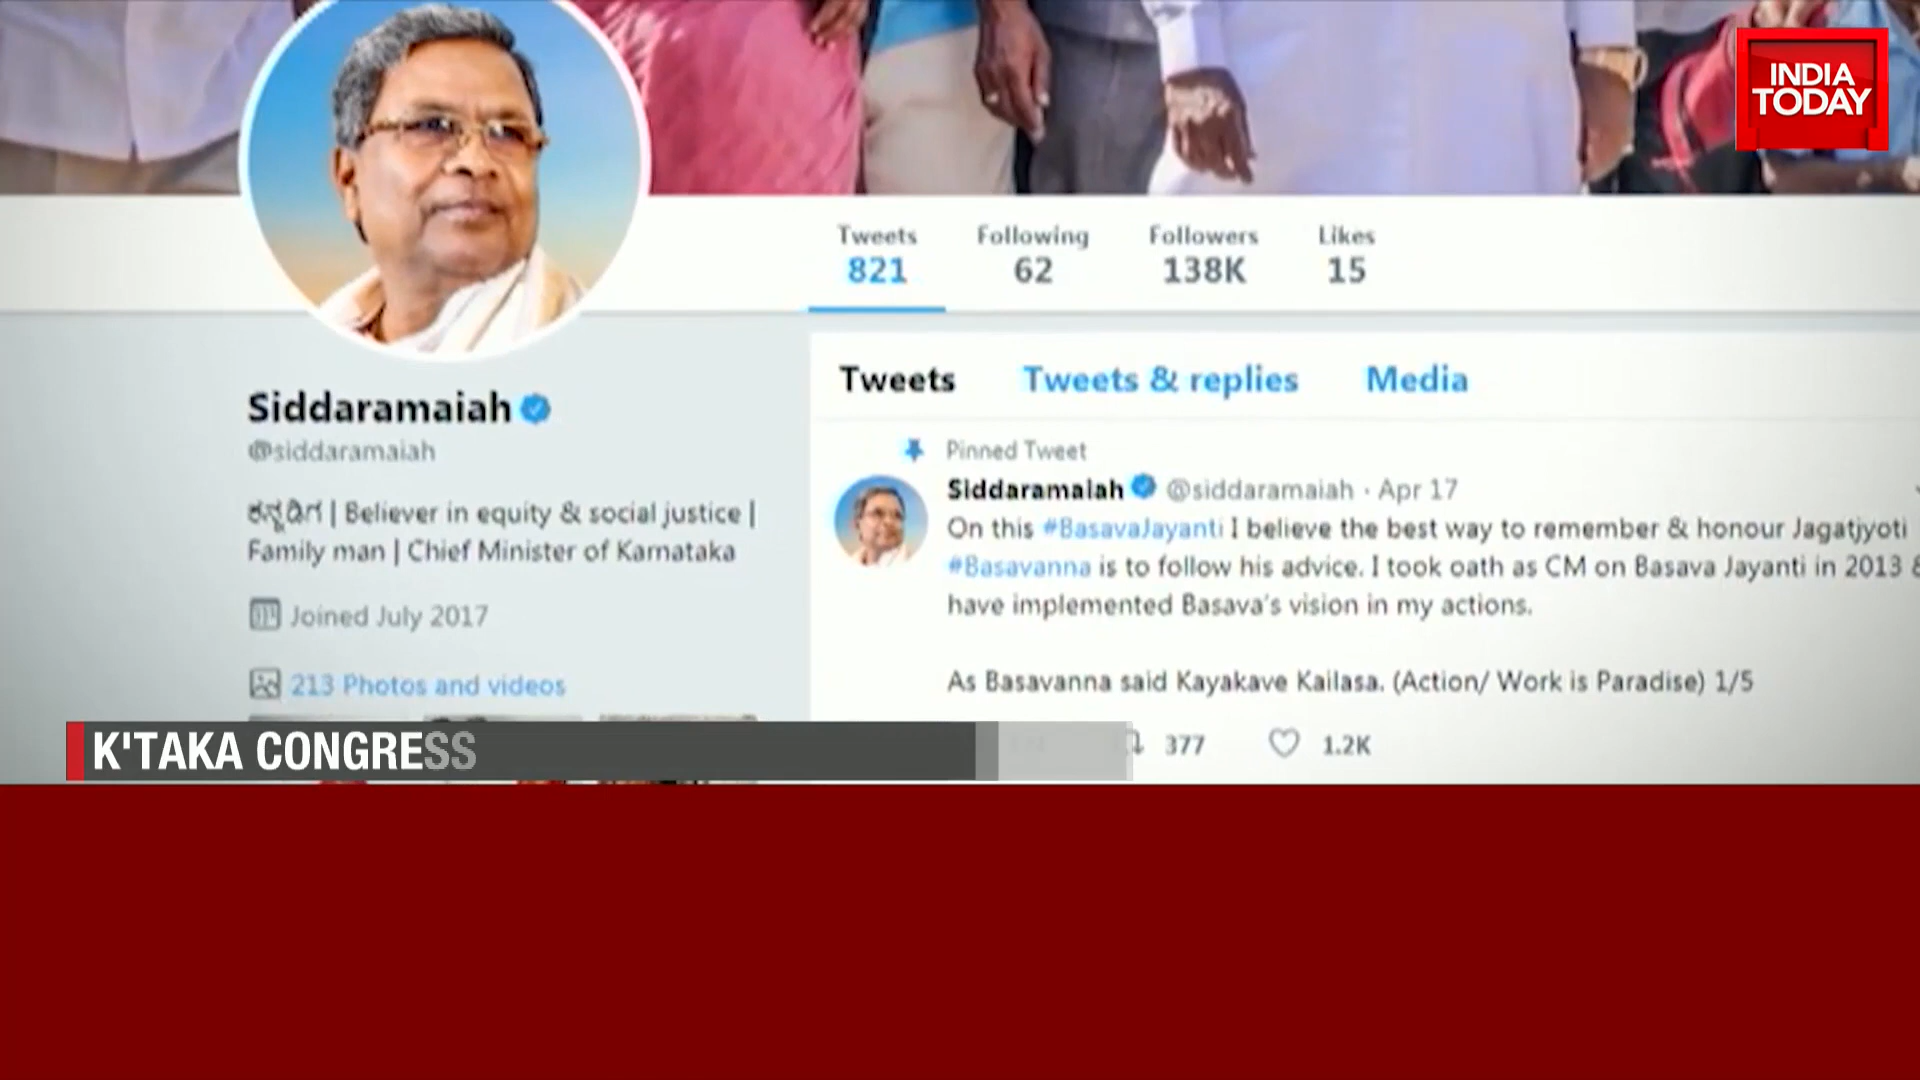 INDIA
TODAY
Tweets
821
Following
62
Followers
138K
Likes
15
Siddaramaiah
@siddaramaiah
ಕನ್ನಡಿಗ | Believer in equity & social justice |
Family man | Chief Minister of Karnataka
Joined July 2017
213 Photos and videos
Tweets Tweets & replies Media
Pinned Tweet
Siddaramaiah @siddaramaiah · Apr 17
On this #BasavaJayanti I believe the best way to remember & honour Jagatjyoti
#Basavanna is to follow his advice. I took oath as CM on Basava Jayanti in 2013 &
have implemented Basava's vision in my actions.
As Basavanna said Kayakave Kailasa. (Action/ Work is Paradise) 1/5
377 1.2K
K'TAKA CONGRESS